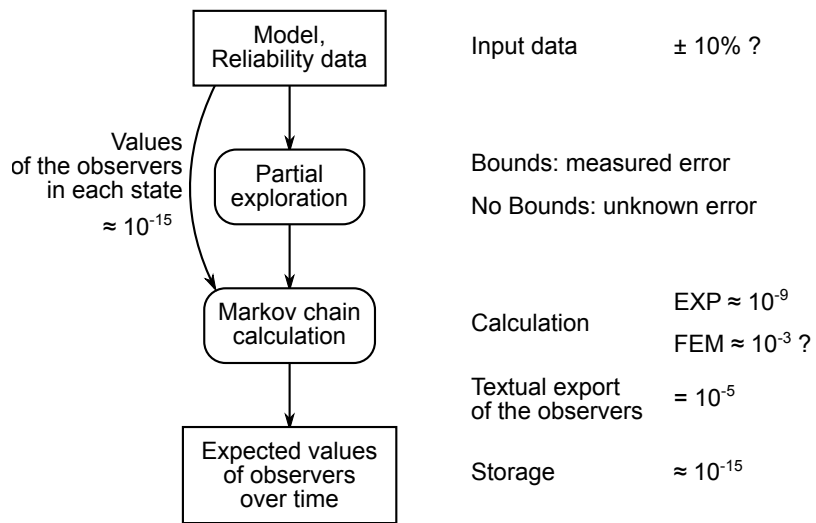 Model,
Reliability data
Input data ± 10% ?
Values
of the observers
in each state
≈ 10⁻¹⁵
Partial
exploration
Bounds: measured error
No Bounds: unknown error
Markov chain
calculation
Calculation
EXP ≈ 10⁻⁹
FEM ≈ 10⁻³ ?
Textual export
of the observers
= 10⁻⁵
Expected values
of observers
over time
Storage ≈ 10⁻¹⁵